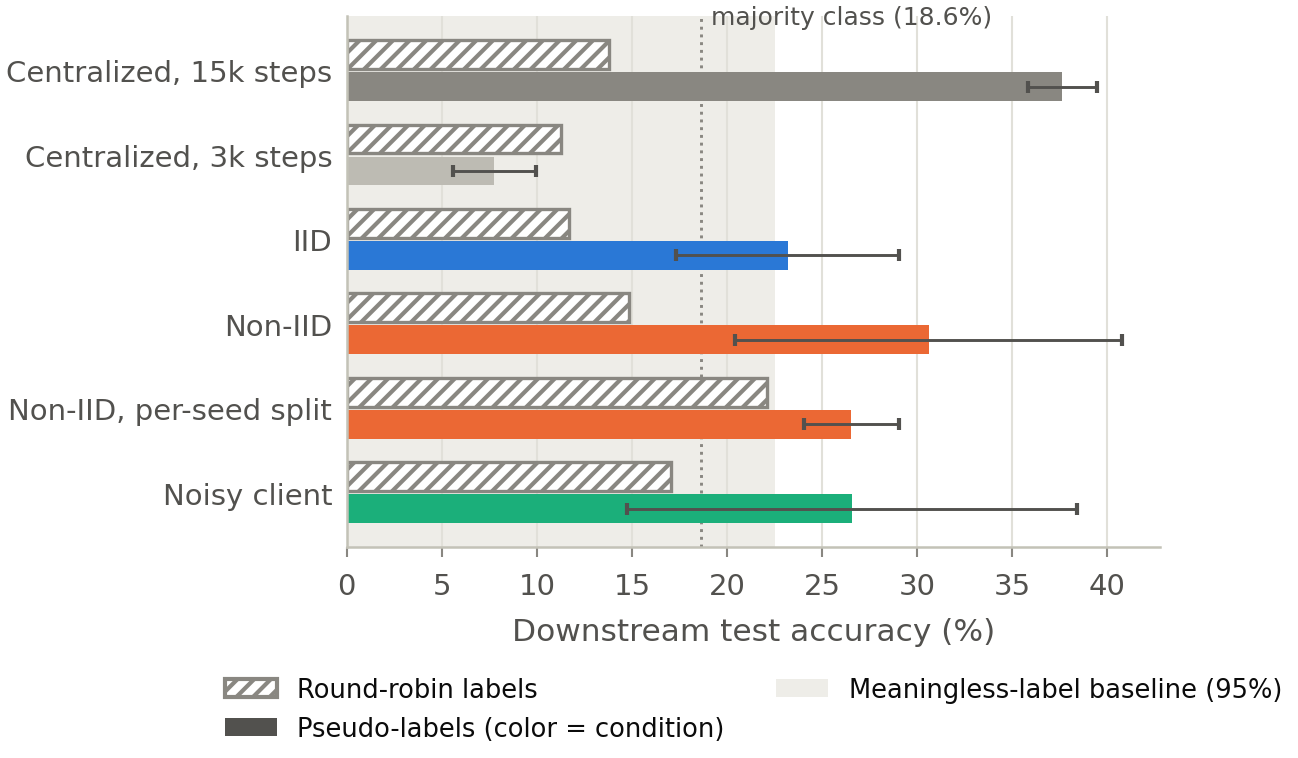 majority class (18.6%)
Centralized, 15k steps
Centralized, 3k steps
IID
Non-IID
Non-IID, per-seed split
Noisy client
0 5 10 15 20 25 30 35 40
Downstream test accuracy (%)
Round-robin labels
Pseudo-labels (color = condition)
Meaningless-label baseline (95%)